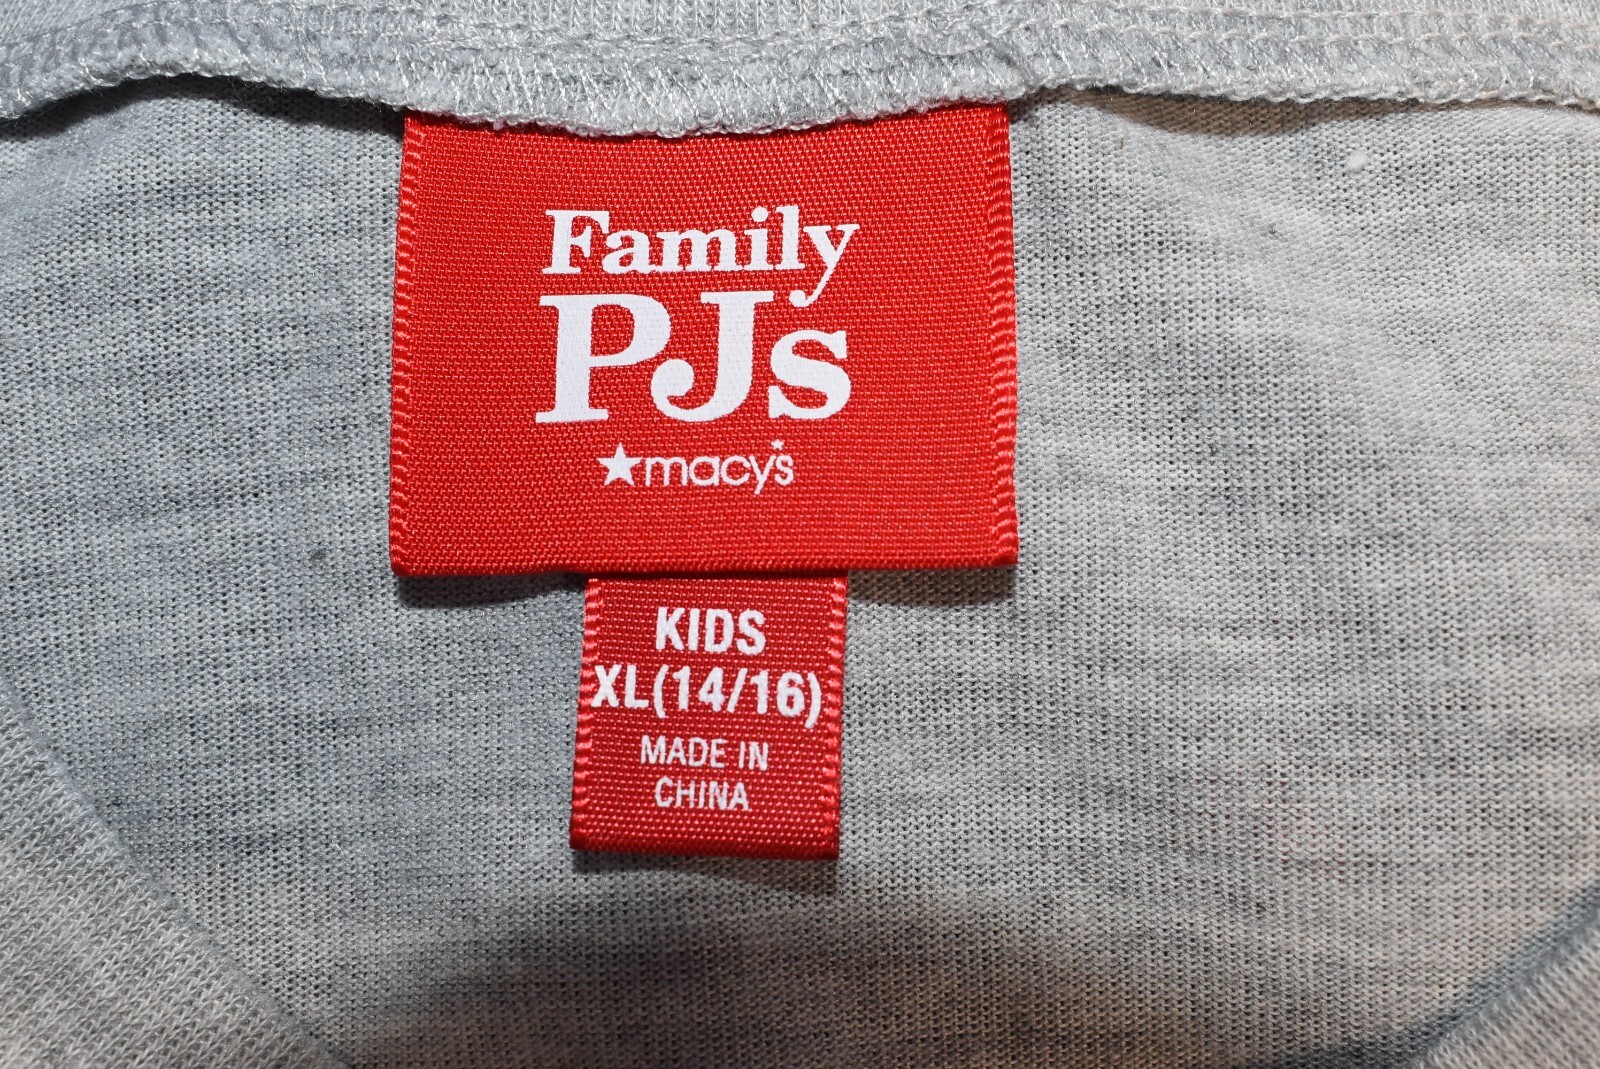 Family
PJs
★macy's
KIDS
XL(14/16)
MADE IN
CHINA